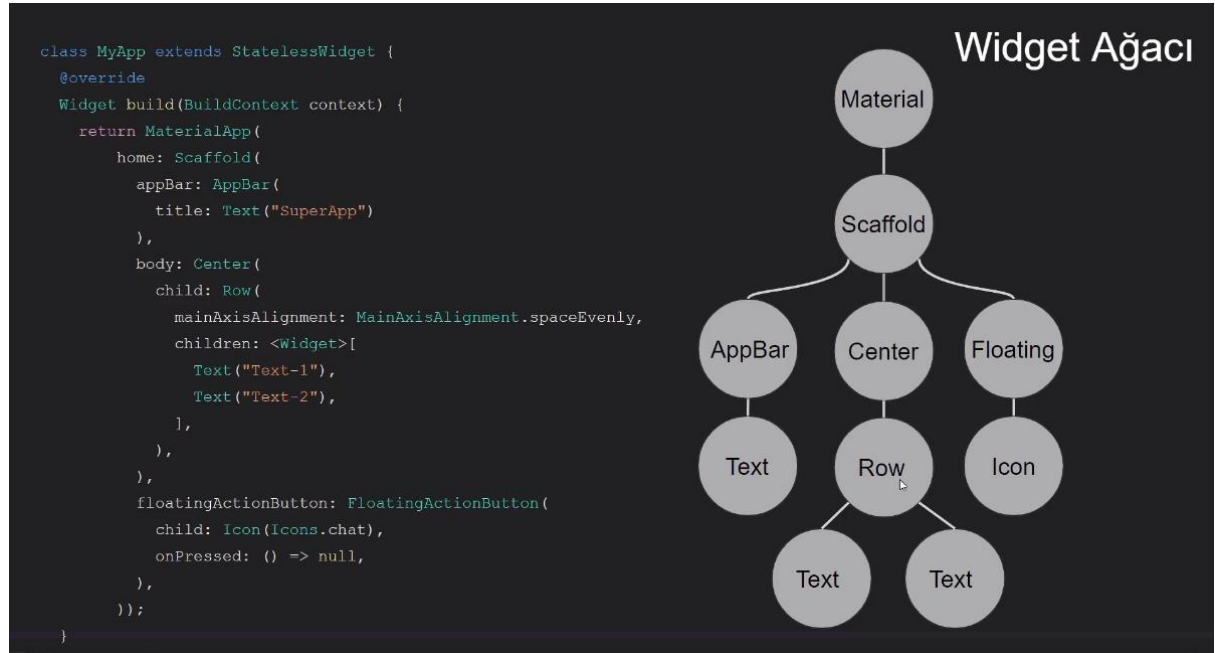 Widget Ağacı
class MyApp extends StatelessWidget {
@override
Widget build(BuildContext context) {
return MaterialApp(
home: Scaffold(
appBar: AppBar(
title: Text("SuperApp")
),
body: Center(
child: Row(
mainAxisAlignment: MainAxisAlignment.spaceEvenly,
children: <Widget>[
Text("Text-1"),
Text("Text-2"),
],
),
),
floatingActionButton: FloatingActionButton(
child: Icon(Icons.chat),
onPressed: () => null,
),
));
}
Material
Scaffold
AppBar
Center
Floating
Text
Row
Icon
Text
Text